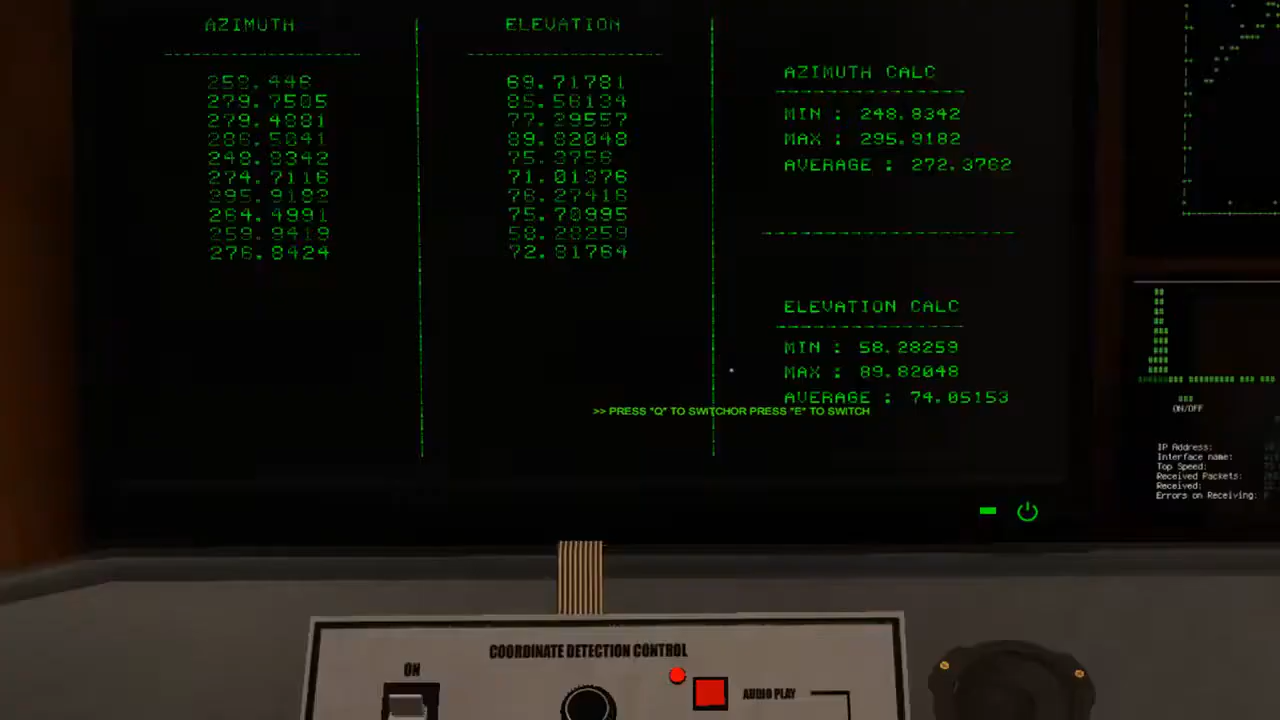 AZIMUTH
259.446
279.7505
279.4881
286.5041
248.8342
274.7116
295.9182
264.4991
259.9419
276.8424
ELEVATION
69.71781
85.56134
77.29557
89.82048
75.3756
71.01376
76.27416
75.70995
58.28259
72.81764
AZIMUTH CALC
MIN : 248.8342
MAX : 295.9182
AVERAGE : 272.3762
ELEVATION CALC
MIN : 58.28259
MAX : 89.82048
AVERAGE : 74.05153
>> PRESS "Q" TO SWITCHOR PRESS "E" TO SWITCH
ON/OFF
IP Address:
Interface name:
Top Speed:
Received Packets:
Received:
Errors on Receiving:
COORDINATE DETECTION CONTROL
ON
AUDIO PLAY